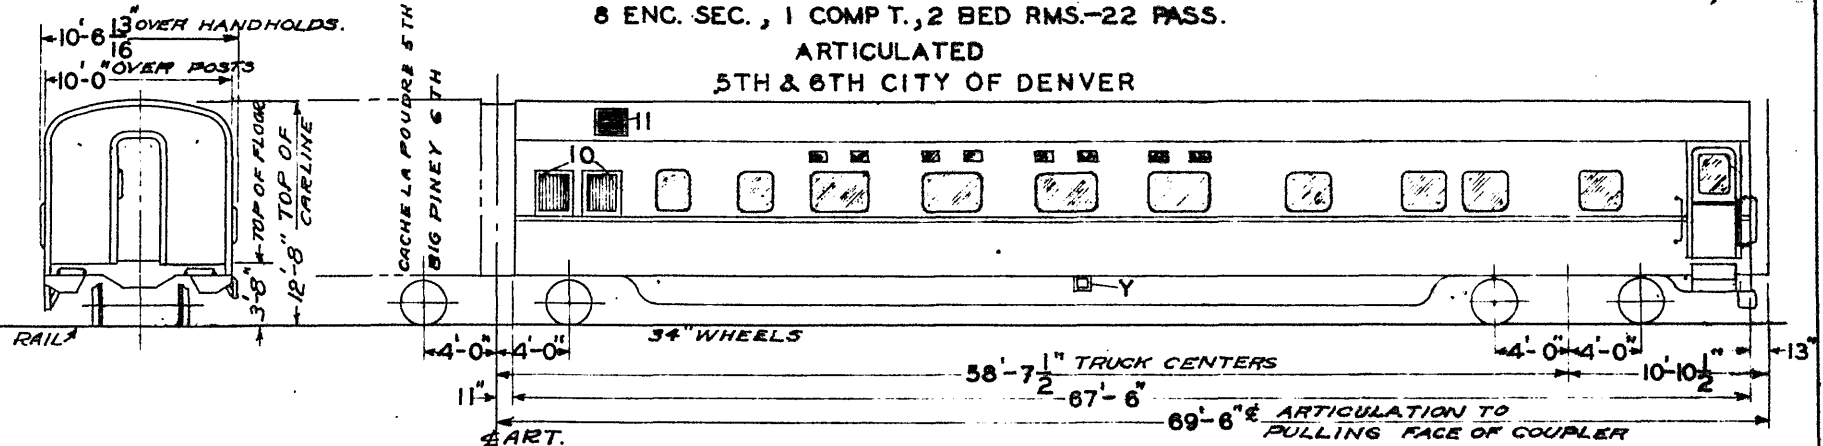 8 ENC. SEC., 1 COMPT., 2 BED RMS.-22 PASS.
ARTICULATED
5TH & 6TH CITY OF DENVER
10'-6 13/16" OVER HANDHOLDS.
10'-0" OVER POSTS
3'-8" TOP OF FLOOR
12'-8" TOP OF CARLINE
CACHE LA POUDRE 5TH
BIG PINEY 6TH
11
10
Y
RAIL
34" WHEELS
4'-0" 4'-0"
4'-0" 4'-0"
13"
58'-7 1/2" TRUCK CENTERS
10'-10 1/2"
11"
67'-6"
69'-6" ℄ ARTICULATION TO
PULLING FACE OF COUPLER
℄ ART.